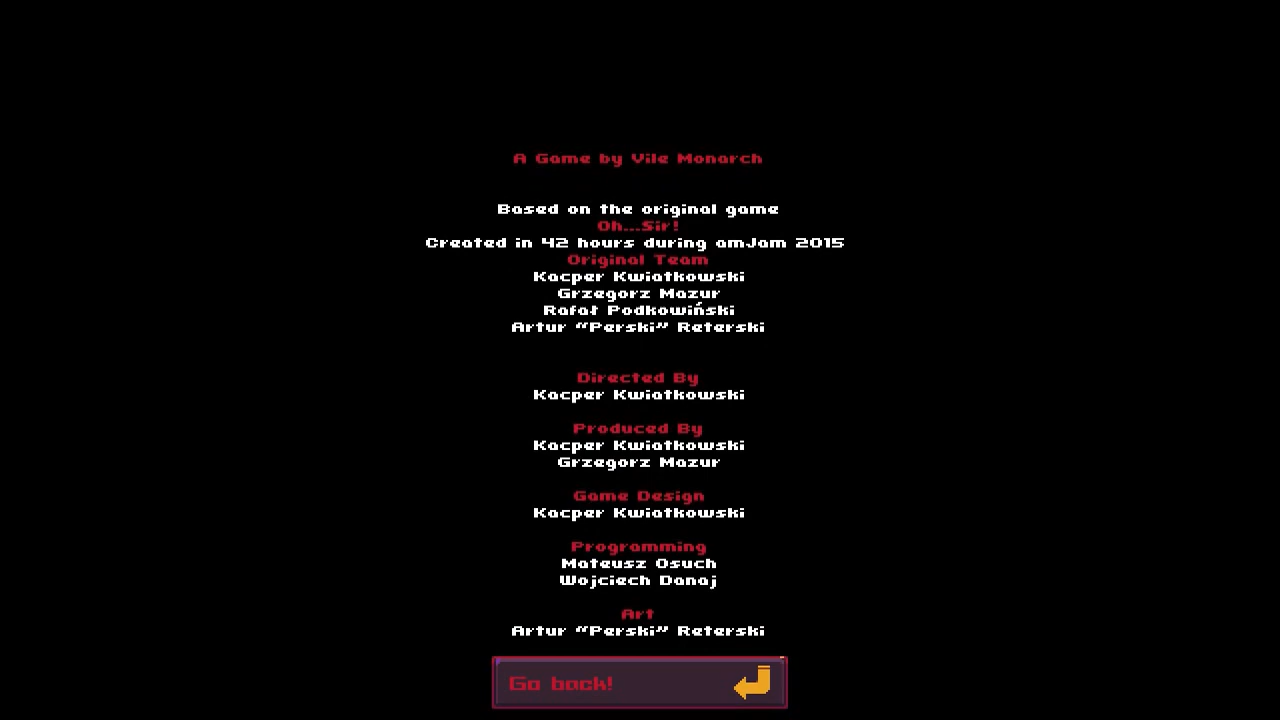 A Game by Vile Monarch
Based on the original game
Oh...Sir!
Created in 42 hours during amJam 2015
Original Team
Kacper Kwiatkowski
Grzegorz Mazur
Rafał Podkowiński
Artur "Perski" Reterski
Directed By
Kacper Kwiatkowski
Produced By
Kacper Kwiatkowski
Grzegorz Mazur
Game Design
Kacper Kwiatkowski
Programming
Mateusz Osuch
Wojciech Danaj
Art
Artur "Perski" Reterski
Go back!